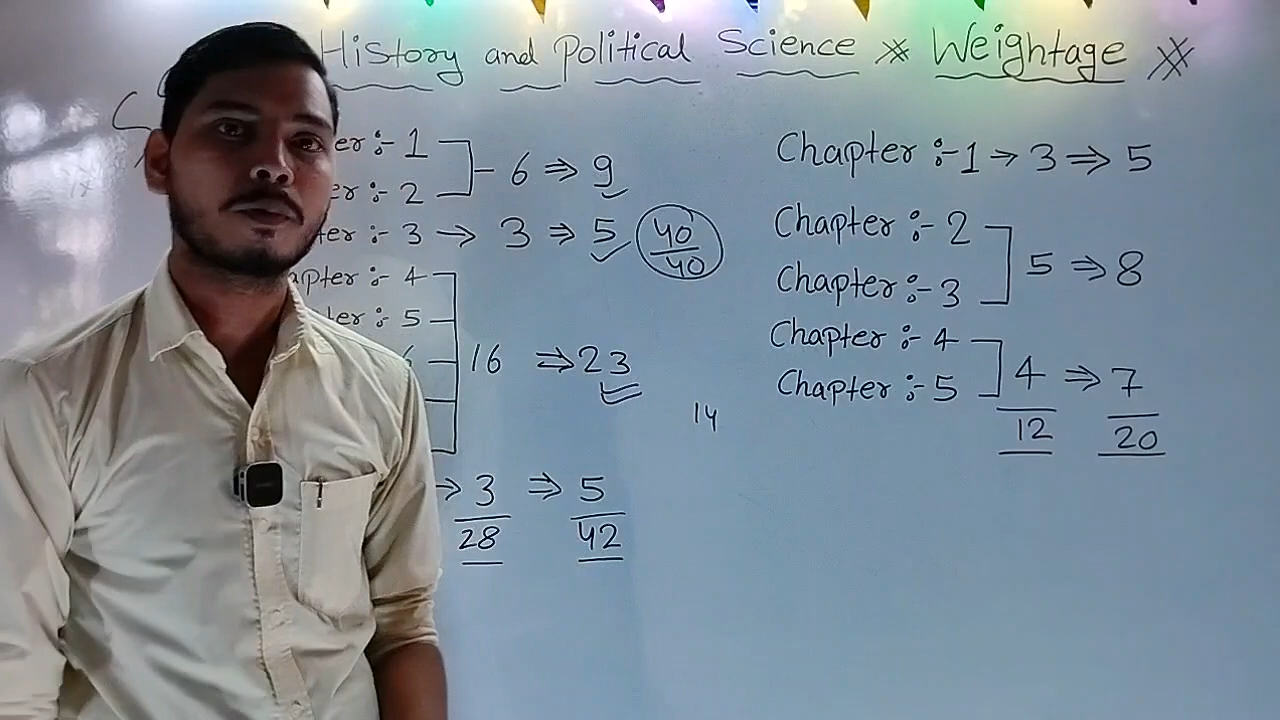 History and Political Science ※ Weightage ※
er :- 1
er :- 2
6 ⇒ 9
ter :- 3 → 3 ⇒ 5
40/40
apter :- 4
ter :- 5
16 ⇒ 23
→ 3 ⇒ 5
28 42
14
Chapter :- 1 → 3 ⇒ 5
Chapter :- 2
Chapter :- 3
5 ⇒ 8
Chapter :- 4
Chapter :- 5
4 ⇒ 7
12 20